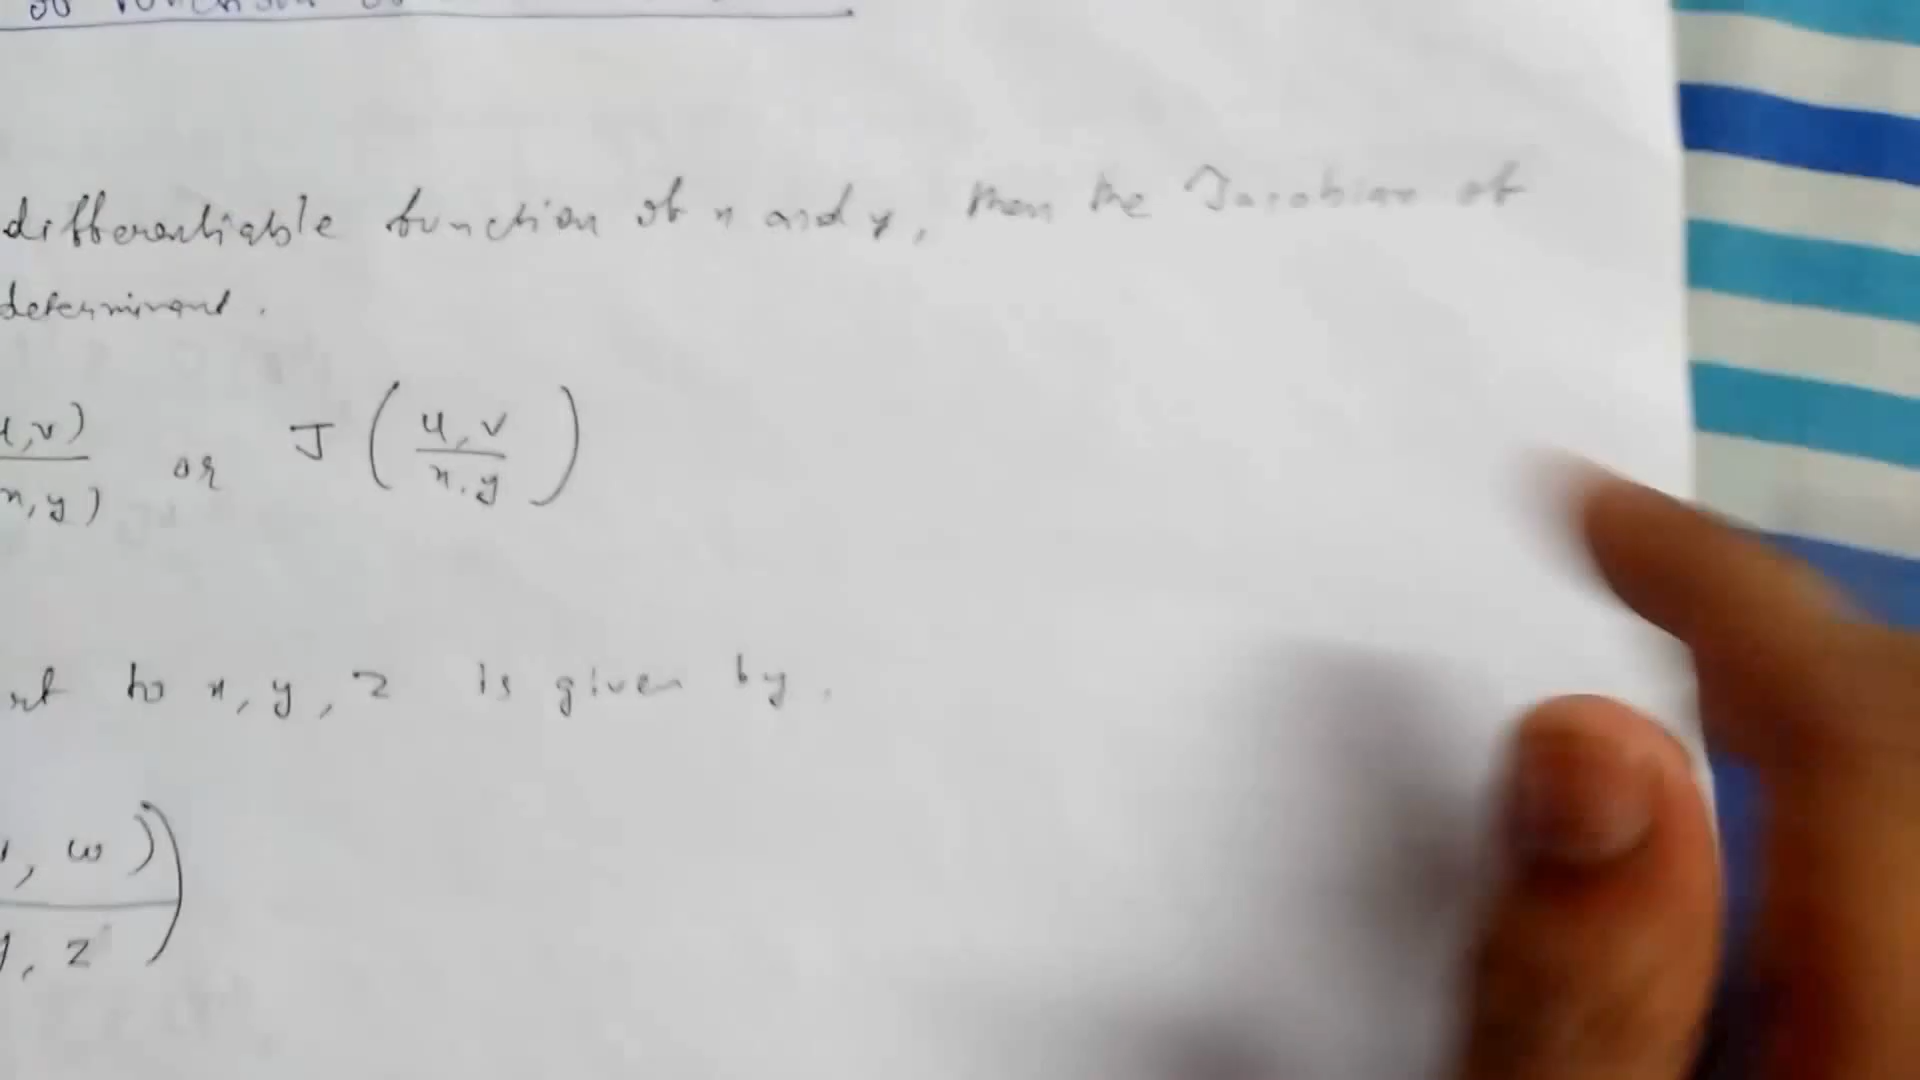 differentiable function of x and y, then the Jacobian of
determinant.
u,v) or J (u,v
x,y) x,y)
to x, y, z is given by.
, w)
y, z)